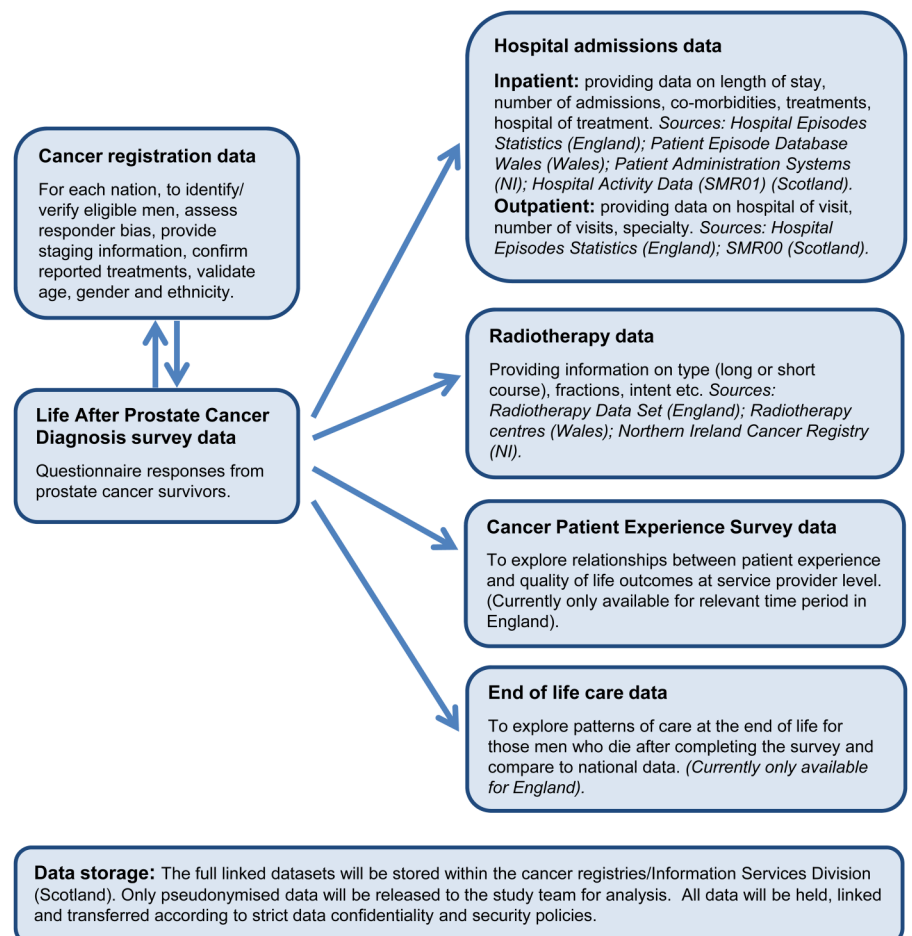 Cancer registration data
For each nation, to identify/
verify eligible men, assess
responder bias, provide
staging information, confirm
reported treatments, validate
age, gender and ethnicity.
Life After Prostate Cancer
Diagnosis survey data
Questionnaire responses from
prostate cancer survivors.
Hospital admissions data
Inpatient: providing data on length of stay,
number of admissions, co-morbidities, treatments,
hospital of treatment. Sources: Hospital Episodes
Statistics (England); Patient Episode Database
Wales (Wales); Patient Administration Systems
(NI); Hospital Activity Data (SMR01) (Scotland).
Outpatient: providing data on hospital of visit,
number of visits, specialty. Sources: Hospital
Episodes Statistics (England); SMR00 (Scotland).
Radiotherapy data
Providing information on type (long or short
course), fractions, intent etc. Sources:
Radiotherapy Data Set (England); Radiotherapy
centres (Wales); Northern Ireland Cancer Registry
(NI).
Cancer Patient Experience Survey data
To explore relationships between patient experience
and quality of life outcomes at service provider level.
(Currently only available for relevant time period in
England).
End of life care data
To explore patterns of care at the end of life for
those men who die after completing the survey and
compare to national data. (Currently only available
for England).
Data storage: The full linked datasets will be stored within the cancer registries/Information Services Division
(Scotland). Only pseudonymised data will be released to the study team for analysis.  All data will be held, linked
and transferred according to strict data confidentiality and security policies.